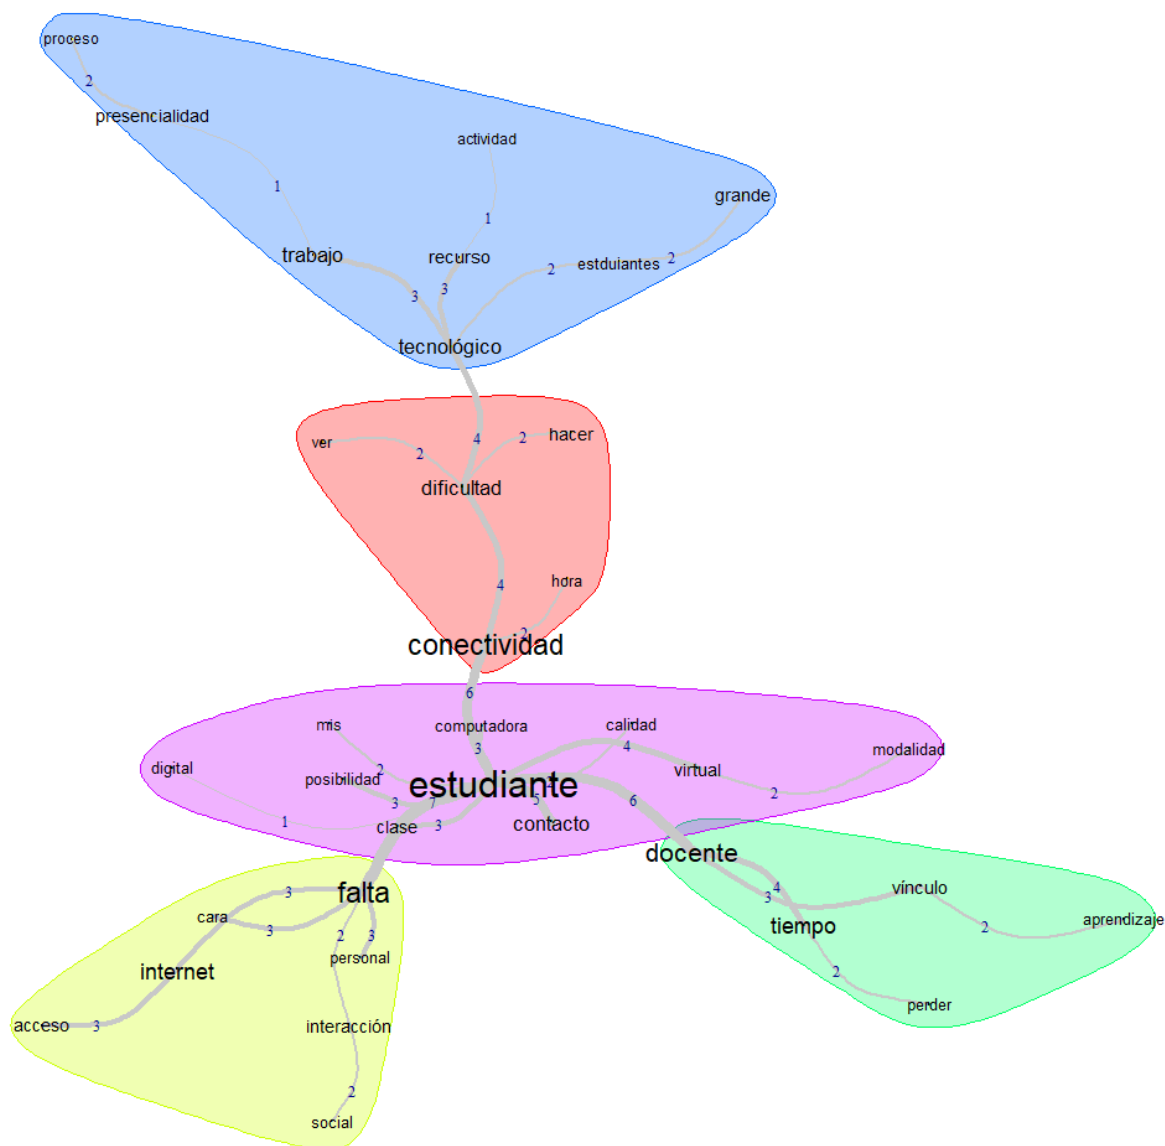 proceso
2
presencialidad
actividad
1
grande
1
trabajo
recurso
estduiantes
2
2
3
3
tecnológico
4
ver
2
2
hacer
dificultad
4
hora
2
conectividad
6
mis
computadora
calidad
3
4
modalidad
digital
2
virtual
posibilidad
estudiante
2
3
7
5
6
1
clase
3
contacto
docente
3
falta
4
3
vínculo
cara
3
2
3
tiempo
2
aprendizaje
personal
internet
2
perder
acceso
3
interacción
2
social